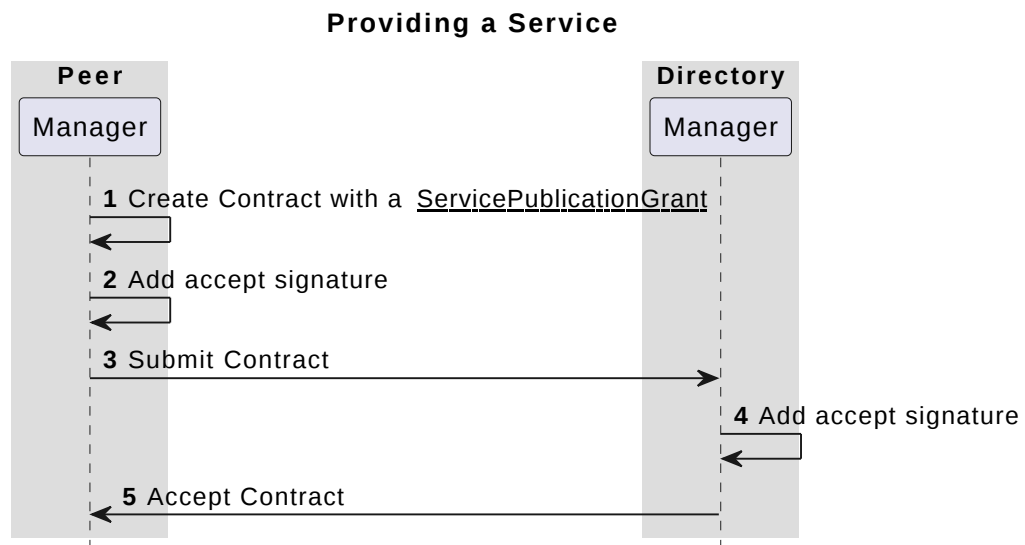 Providing a Service
Peer
Directory
Manager
Manager
1 Create Contract with a ServicePublicationGrant
2 Add accept signature
3 Submit Contract
4 Add accept signature
5 Accept Contract